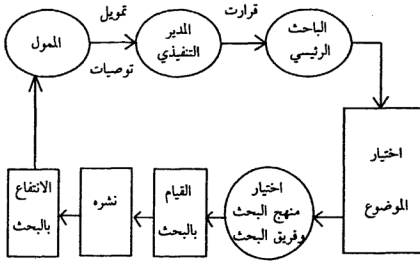 الممول
تمويل
توصيات
المدير
التنفيذي
قرارت
الباحث
الرئيسي
اختيار
الموضوع
اختيار
منهج البحث
وفريق البحث
القيام
بالبحث
نشره
الانتفاع
بالبحث